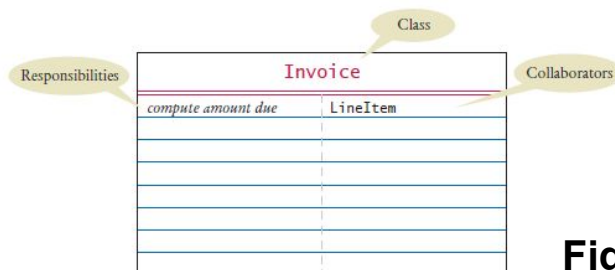 Class
Invoice
Responsibilities
Collaborators
compute amount due
LineItem